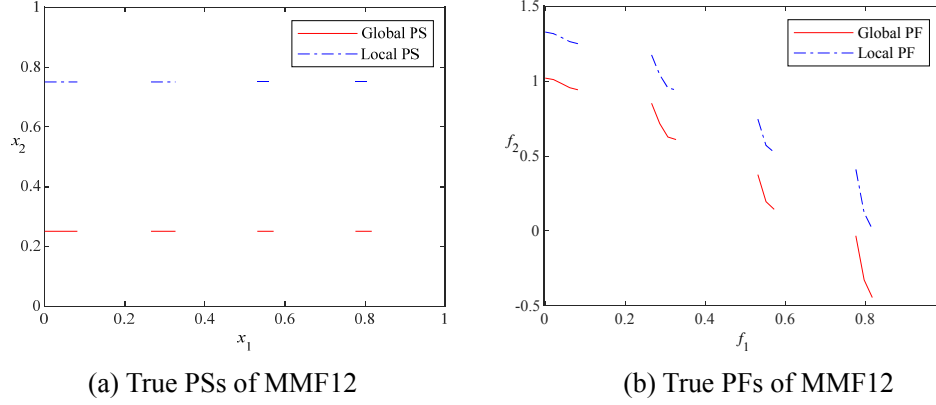 1
0.8
0.6
x2
0.4
0.2
0
0 0.2 0.4 0.6 0.8 1
x1
Global PS
Local PS
(a) True PSs of MMF12
1.5
1
f2
0.5
0
-0.5
0 0.2 0.4 0.6 0.8 1
f1
Global PF
Local PF
(b) True PFs of MMF12